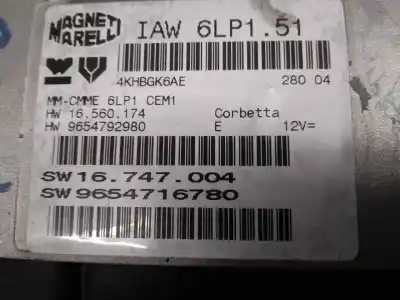 MAGNETI MARELLI
IAW 6LP1.51
4KHBGK6AE 280 04
MM-CMME 6LP1 CEM1
HW 16.560.174 Corbetta
HW 9654792980 E 12V=
SW16.747.004
SW9654716780